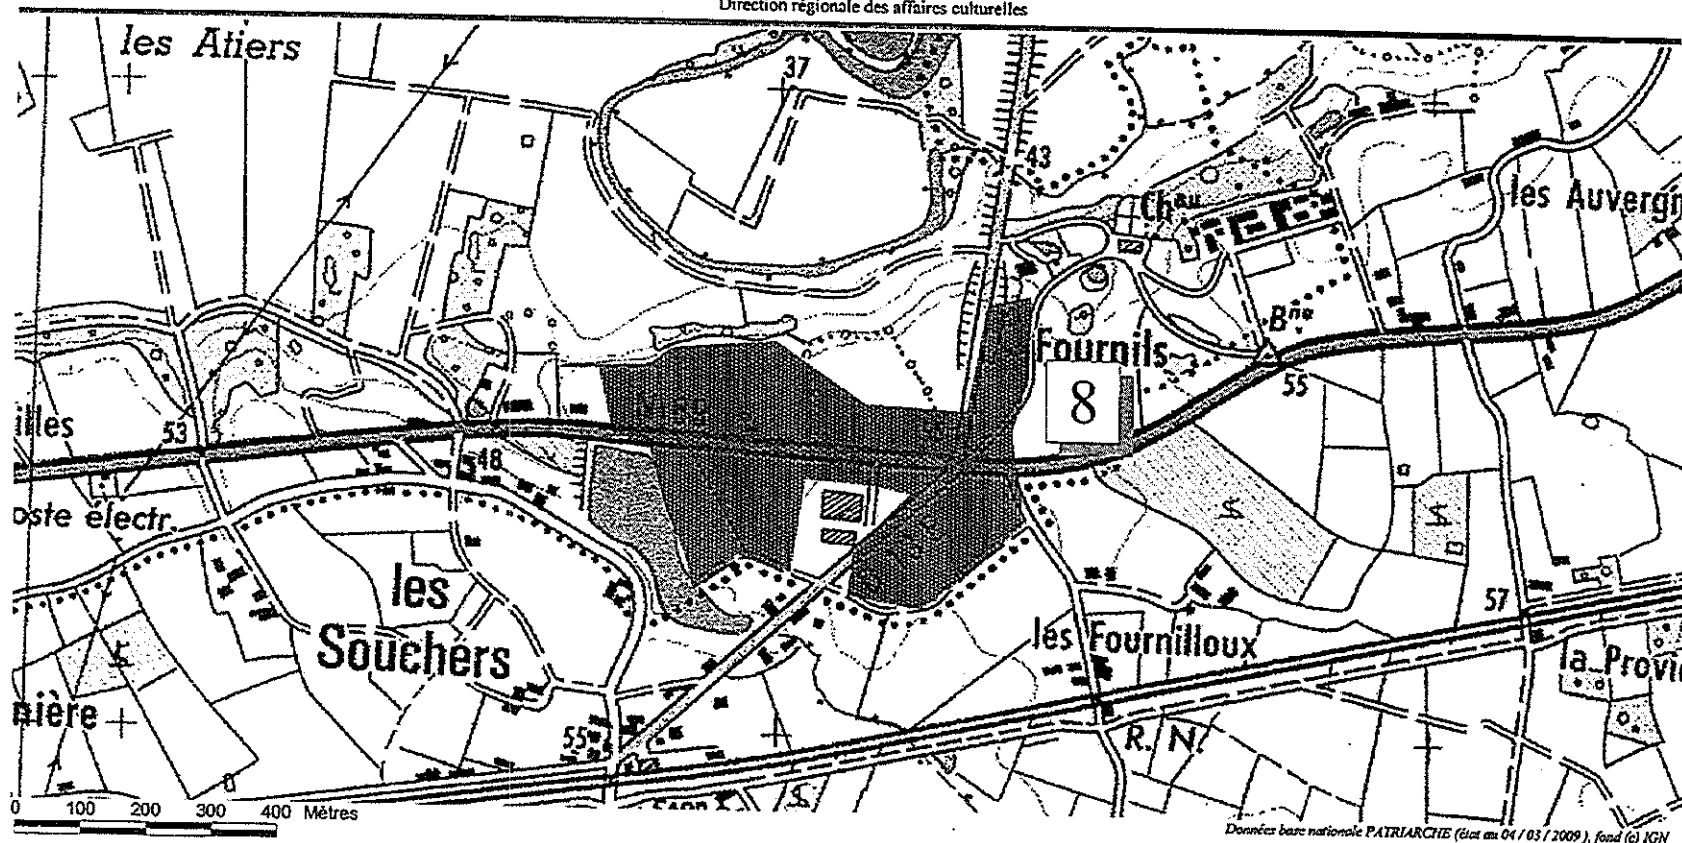 Direction régionale des affaires culturelles
les Atiers
37
43
Ch^au
les Auvergn
B^ne
Fournils
8
55
illes
53
48
oste électr.
les
Souchers
57
les Fournilloux
la Provi
nière
55
R. N.
0 100 200 300 400 Mètres
Données base nationale PATRIARCHE (état au 04 / 03 / 2009 ), fond (c) IGN